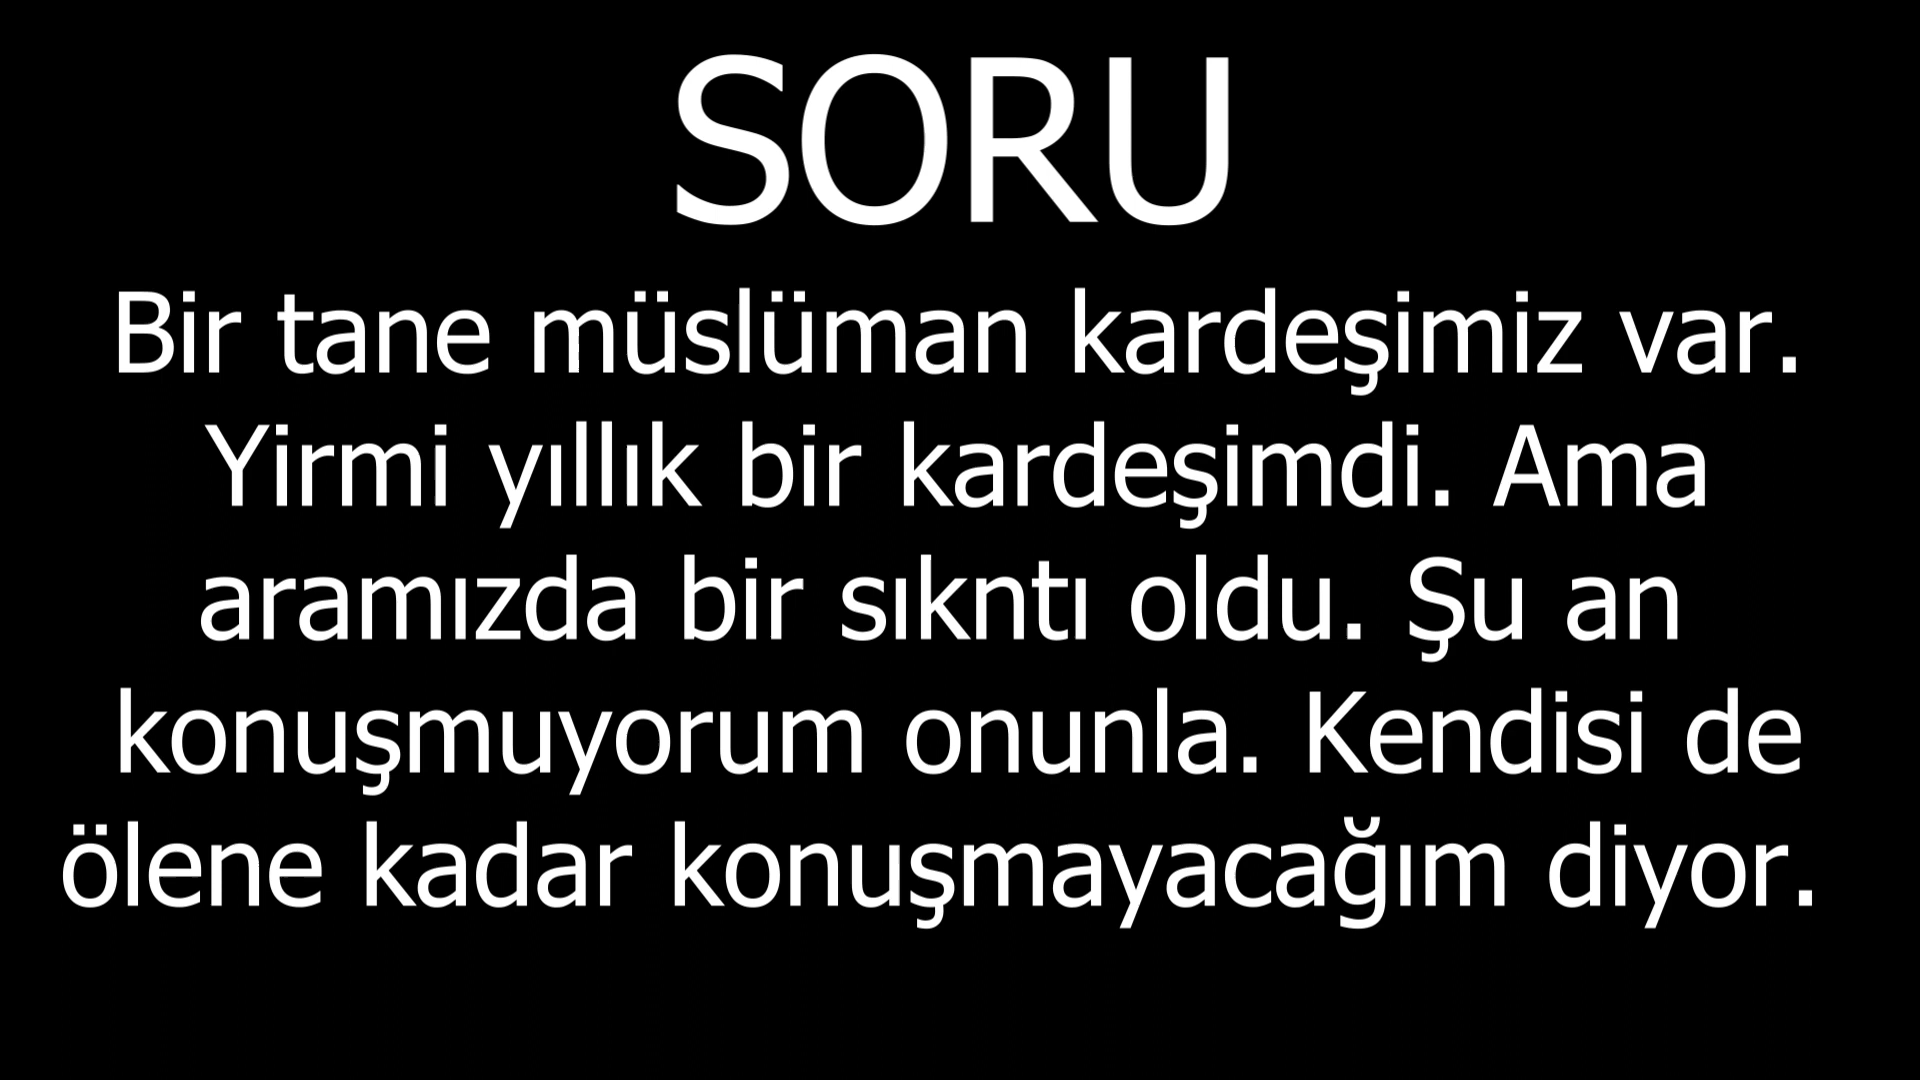 SORU
Bir tane müslüman kardeşimiz var.
Yirmi yıllık bir kardeşimdi. Ama
aramızda bir sıkntı oldu. Şu an
konuşmuyorum onunla. Kendisi de
ölene kadar konuşmayacağım diyor.